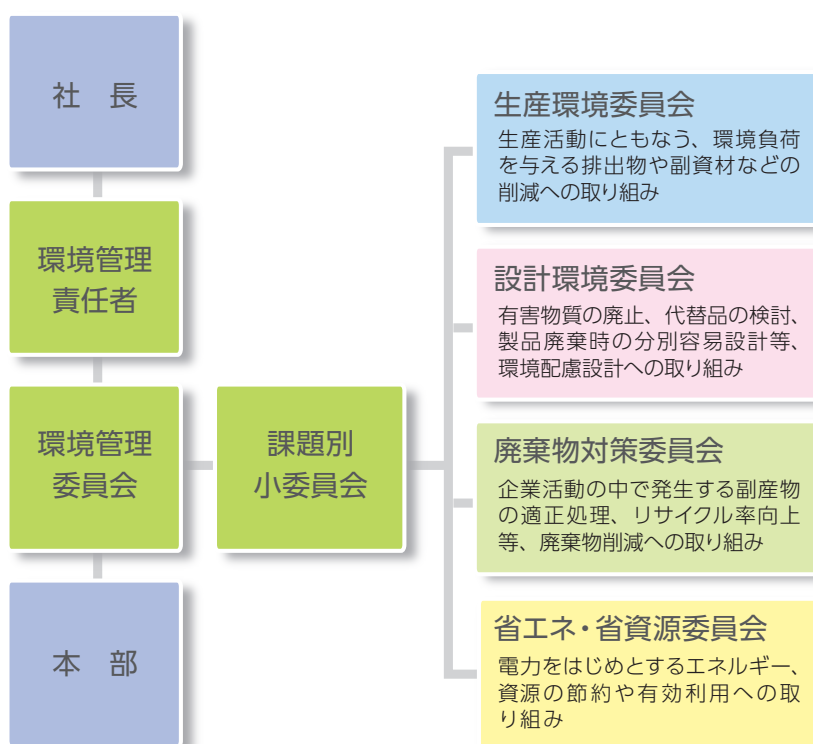 社　長
環境管理
責任者
環境管理
委員会
本　部
課題別
小委員会
生産環境委員会
生産活動にともなう、環境負荷
を与える排出物や副資材などの
削減への取り組み
設計環境委員会
有害物質の廃止、代替品の検討、
製品廃棄時の分別容易設計等、
環境配慮設計への取り組み
廃棄物対策委員会
企業活動の中で発生する副産物
の適正処理、リサイクル率向上
等、廃棄物削減への取り組み
省エネ・省資源委員会
電力をはじめとするエネルギー、
資源の節約や有効利用への取
り組み